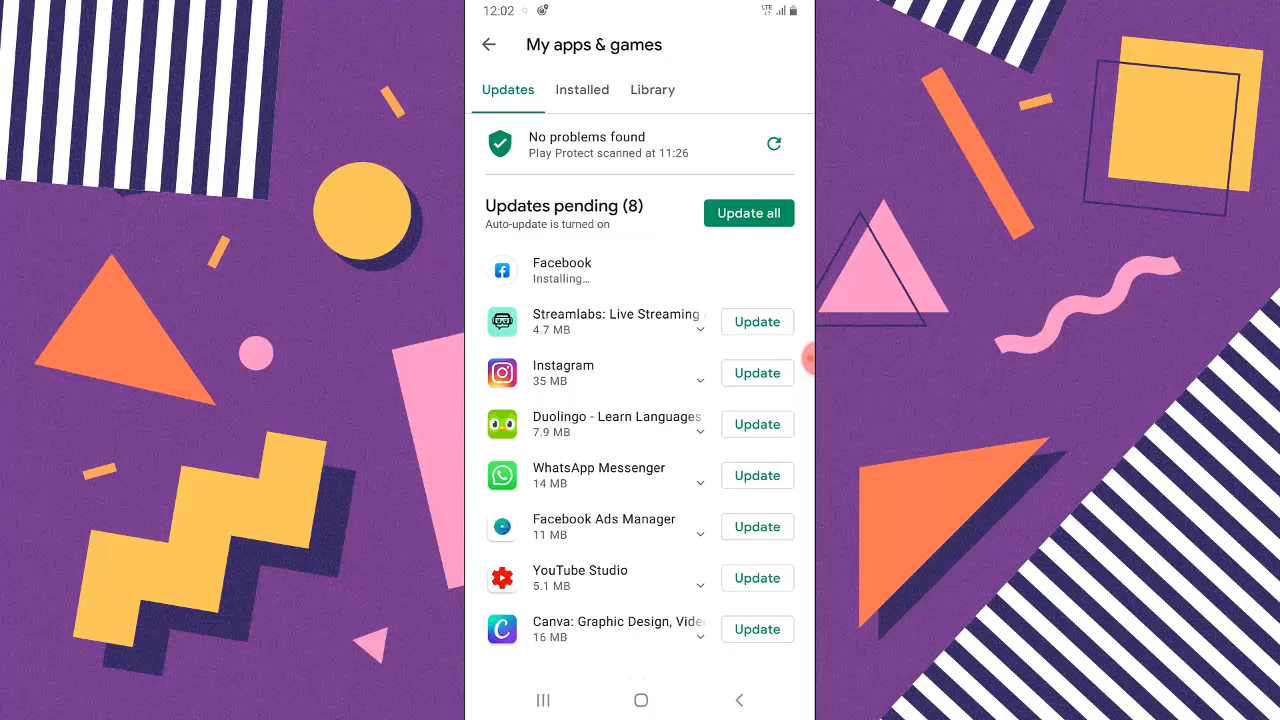 12:02
LTE
My apps & games
Updates Installed Library
No problems found
Play Protect scanned at 11:26
Updates pending (8)
Auto-update is turned on
Update all
Facebook
Installing...
Streamlabs: Live Streaming
4.7 MB
Update
Instagram
35 MB
Update
Duolingo - Learn Languages
7.9 MB
Update
WhatsApp Messenger
14 MB
Update
Facebook Ads Manager
11 MB
Update
YouTube Studio
5.1 MB
Update
Canva: Graphic Design, Vide
16 MB
Update